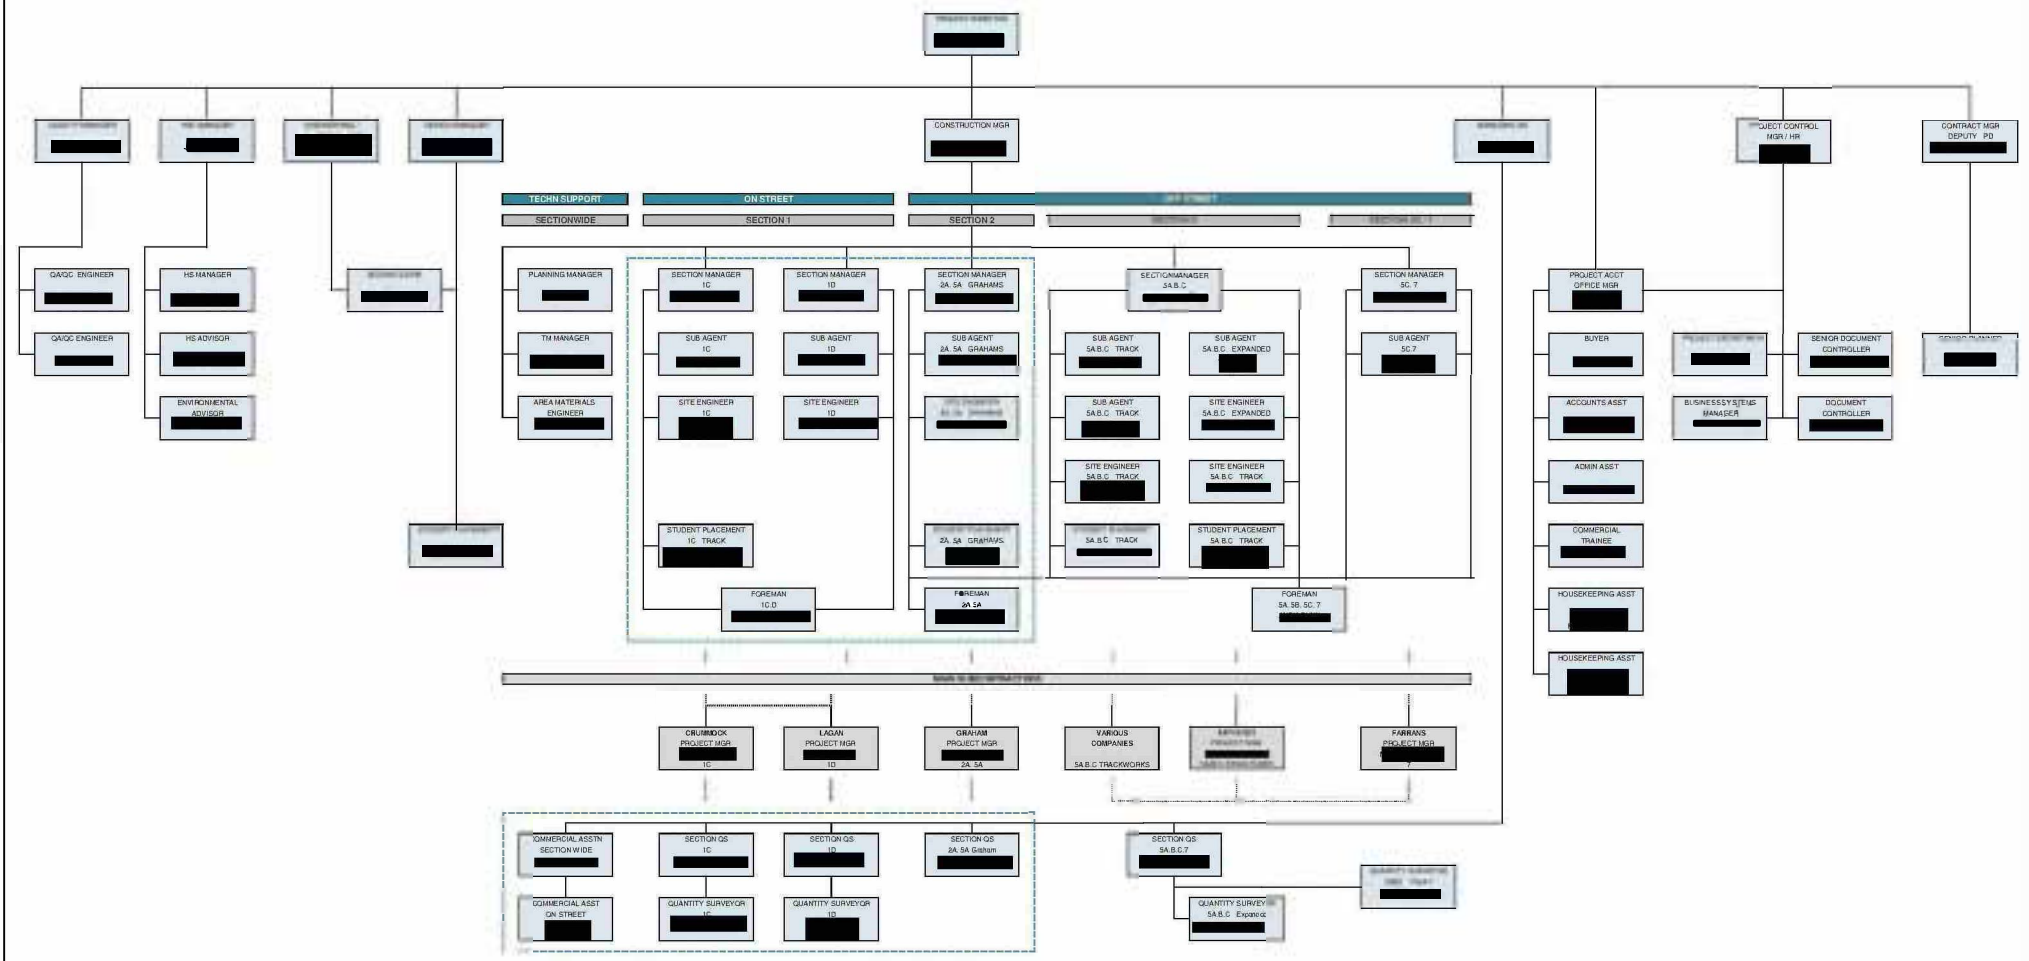 CONSTRUCTION MGR
OJECT CONTROL
MGR / HR
CONTRACT MGR
DEPUTY PD
TECHN SUPPORT
ON STREET
SECTIONWIDE
SECTION 1
SECTION 2
QA/QC ENGINEER
HS MANAGER
PLANNING MANAGER
SECTION MANAGER
1C
SECTION MANAGER
1D
SECTION MANAGER
2A. 5A GRAHAMS
SECTION MANAGER
5A.B.C
SECTION MANAGER
5C. 7
PROJECT ACCT
OFFICE MGR
QA/QC ENGINEER
HS ADVISOR
TM MANAGER
SUB AGENT
1C
SUB AGENT
1D
SUB AGENT
2A. 5A GRAHAMS
SUB AGENT
5A.B.C TRACK
SUB AGENT
5A.B.C EXPANDED
SUB AGENT
5C.7
BUYER
SENIOR DOCUMENT
CONTROLLER
ENVIRONMENTAL
ADVISOR
AREA MATERIALS
ENGINEER
SITE ENGINEER
1C
SITE ENGINEER
1D
SUB AGENT
5A.B.C TRACK
SITE ENGINEER
5A.B.C EXPANDED
ACCOUNTS ASST
BUSINESS SYSTEMS
MANAGER
DOCUMENT
CONTROLLER
SITE ENGINEER
5A.B.C TRACK
SITE ENGINEER
5A.B.C TRACK
ADMIN ASST
STUDENT PLACEMENT
1C TRACK
2A. 5A GRAHAMS
5A.B.C TRACK
STUDENT PLACEMENT
5A.B.C TRACK
COMMERCIAL
TRAINEE
FOREMAN
1C.D
FOREMAN
2A 5A
FOREMAN
5A. 5B. 5C. 7
HOUSEKEEPING ASST
HOUSEKEEPING ASST
CRUMMOCK
PROJECT MGR
1C
LAGAN
PROJECT MGR
1D
GRAHAM
PROJECT MGR
2A. 5A
VARIOUS
COMPANIES
5A.B.C TRACKWORKS
FARRANS
PROJECT MGR
7
OMMERCIAL ASSTN
SECTION WIDE
SECTION QS
1C
SECTION QS
1D
SECTION QS
2A. 5A Graham
SECTION QS
5A.B.C.7
COMMERCIAL ASST
ON STREET
QUANTITY SURVEYOR
1C
QUANTITY SURVEYOR
1D
QUANTITY SURVEY
5A.B.C